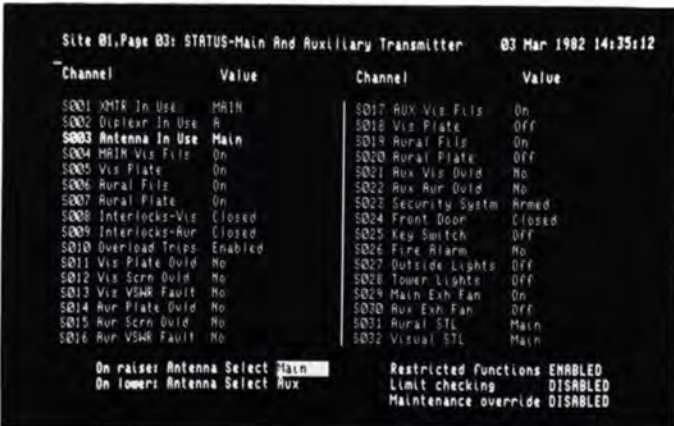 Site 01,Page 03: STATUS-Main And Auxiliary Transmitter 03 Mar 1982 14:35:12
Channel Value
S001 XMTR In Use MAIN
S002 Diplexr In Use A
S003 Antenna In Use Main
S004 MAIN Vis Fils On
S005 Vis Plate On
S006 Aural Fils On
S007 Aural Plate On
S008 Interlocks-Vis Closed
S009 Interlocks-Aur Closed
S010 Overload Trips Enabled
S011 Vis Plate Ovld No
S012 Vis Scrn Ovld No
S013 Vis VSWR Fault No
S014 Aur Plate Ovld No
S015 Aur Scrn Ovld No
S016 Aur VSWR Fault No
Channel Value
S017 AUX Vis Fils On
S018 Vis Plate Off
S019 Aural Fils On
S020 Aural Plate Off
S021 Aux Vis Ovld No
S022 Aux Aur Ovld No
S023 Security Systm Armed
S024 Front Door Closed
S025 Key Switch Off
S026 Fire Alarm No
S027 Outside Lights Off
S028 Tower Lights Off
S029 Main Exh Fan On
S030 Aux Exh Fan Off
S031 Aural STL Main
S032 Visual STL Main
On raise: Antenna Select Main
On lower: Antenna Select Aux
Restricted functions ENABLED
Limit checking DISABLED
Maintenance override DISABLED